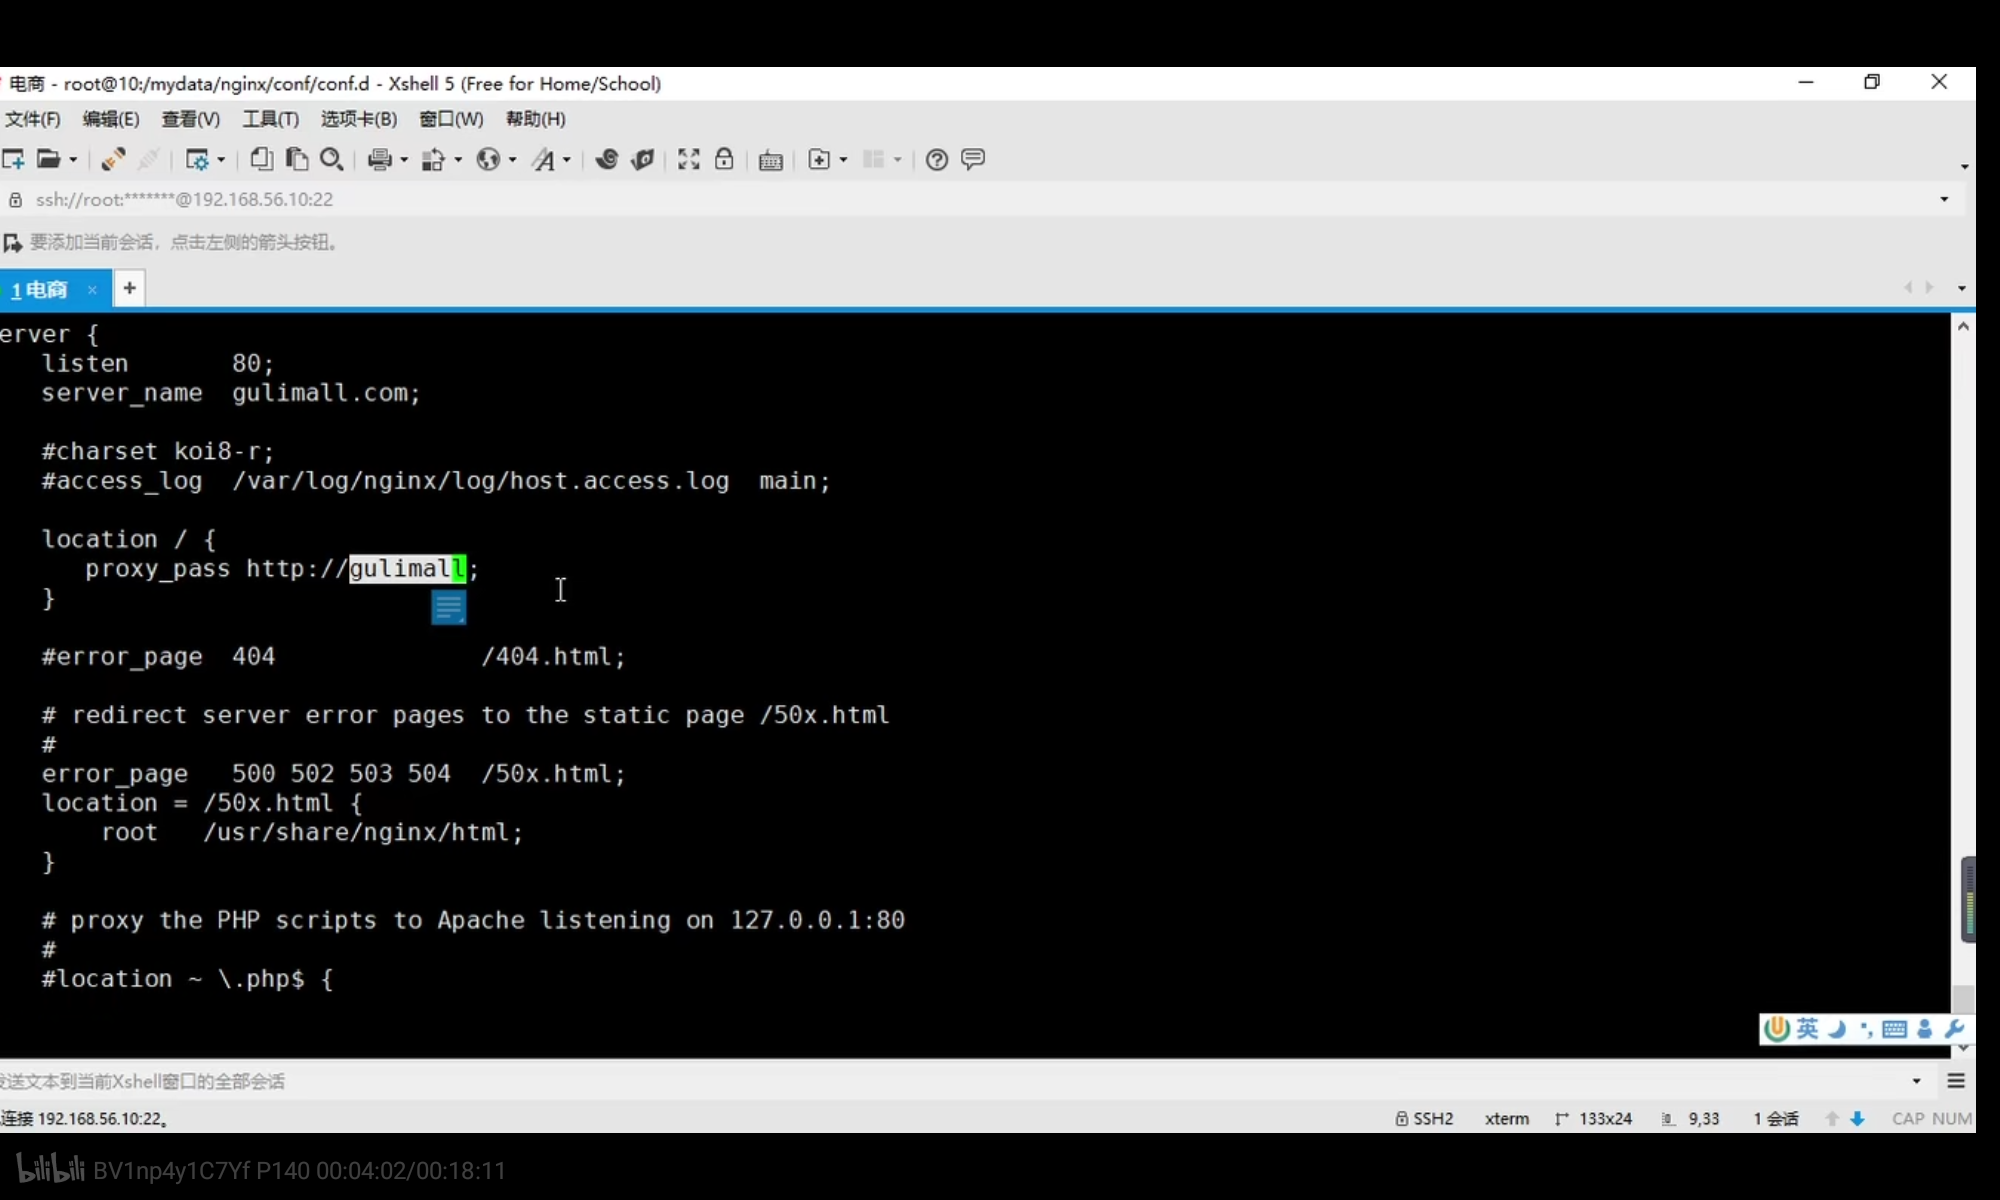 电商 - root@10:/mydata/nginx/conf/conf.d - Xshell 5 (Free for Home/School)
文件(F) 编辑(E) 查看(V) 工具(T) 选项卡(B) 窗口(W) 帮助(H)
ssh://root:*******@192.168.56.10:22
要添加当前会话，点击左侧的箭头按钮。
1 电商 × +
erver {
    listen       80;
    server_name  gulimall.com;

    #charset koi8-r;
    #access_log  /var/log/nginx/log/host.access.log  main;

    location / {
       proxy_pass http://gulimall;
    }

    #error_page  404              /404.html;

    # redirect server error pages to the static page /50x.html
    #
    error_page   500 502 503 504  /50x.html;
    location = /50x.html {
        root   /usr/share/nginx/html;
    }

    # proxy the PHP scripts to Apache listening on 127.0.0.1:80
    #
    #location ~ \.php$ {
英
送文本到当前Xshell窗口的全部会话
连接 192.168.56.10:22。 SSH2 xterm 133x24 9,33 1 会话 CAP NUM
bilibili BV1np4y1C7Yf P140 00:04:02/00:18:11